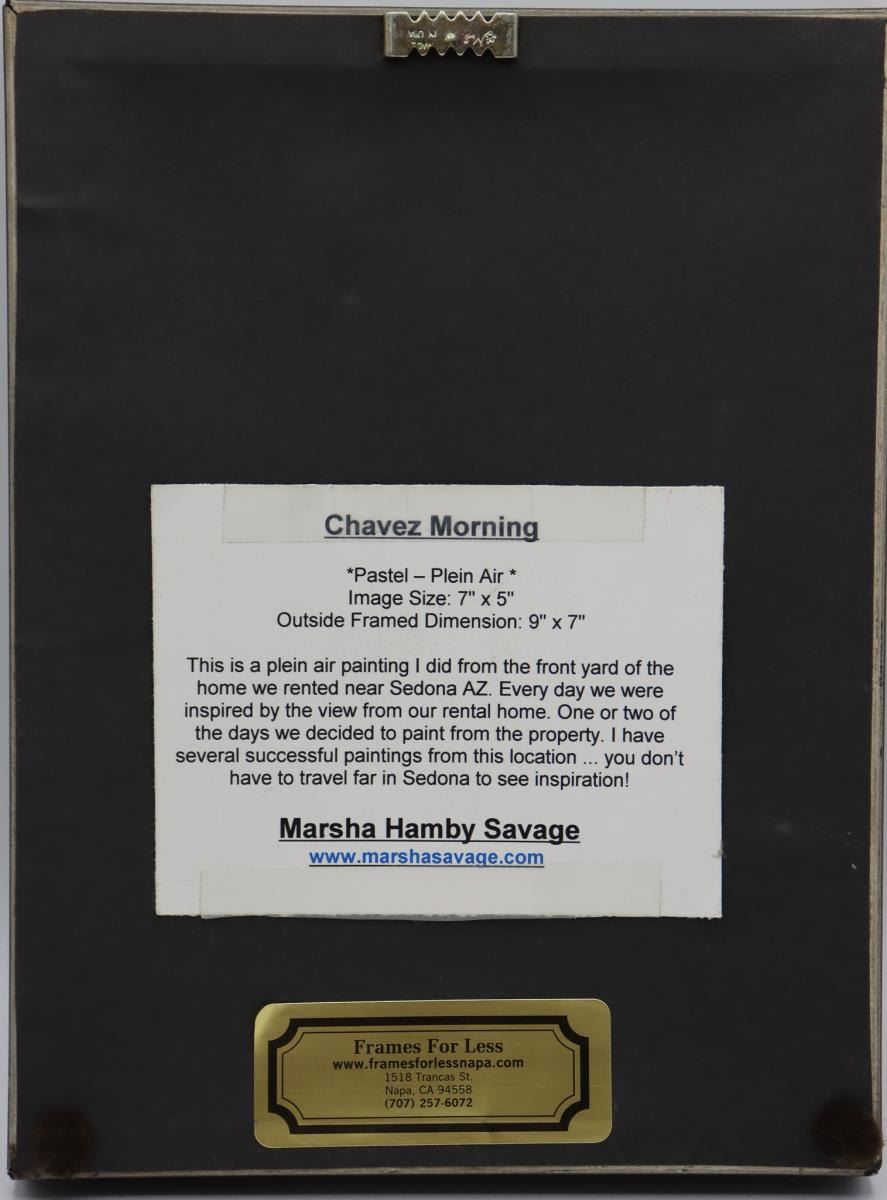 Chavez Morning
*Pastel – Plein Air *
Image Size: 7" x 5"
Outside Framed Dimension: 9" x 7"
This is a plein air painting I did from the front yard of the
home we rented near Sedona AZ. Every day we were
inspired by the view from our rental home. One or two of
the days we decided to paint from the property. I have
several successful paintings from this location ... you don't
have to travel far in Sedona to see inspiration!
Marsha Hamby Savage
www.marshasavage.com
Frames For Less
www.framesforlessnapa.com
1518 Trancas St.
Napa, CA 94558
(707) 257-6072